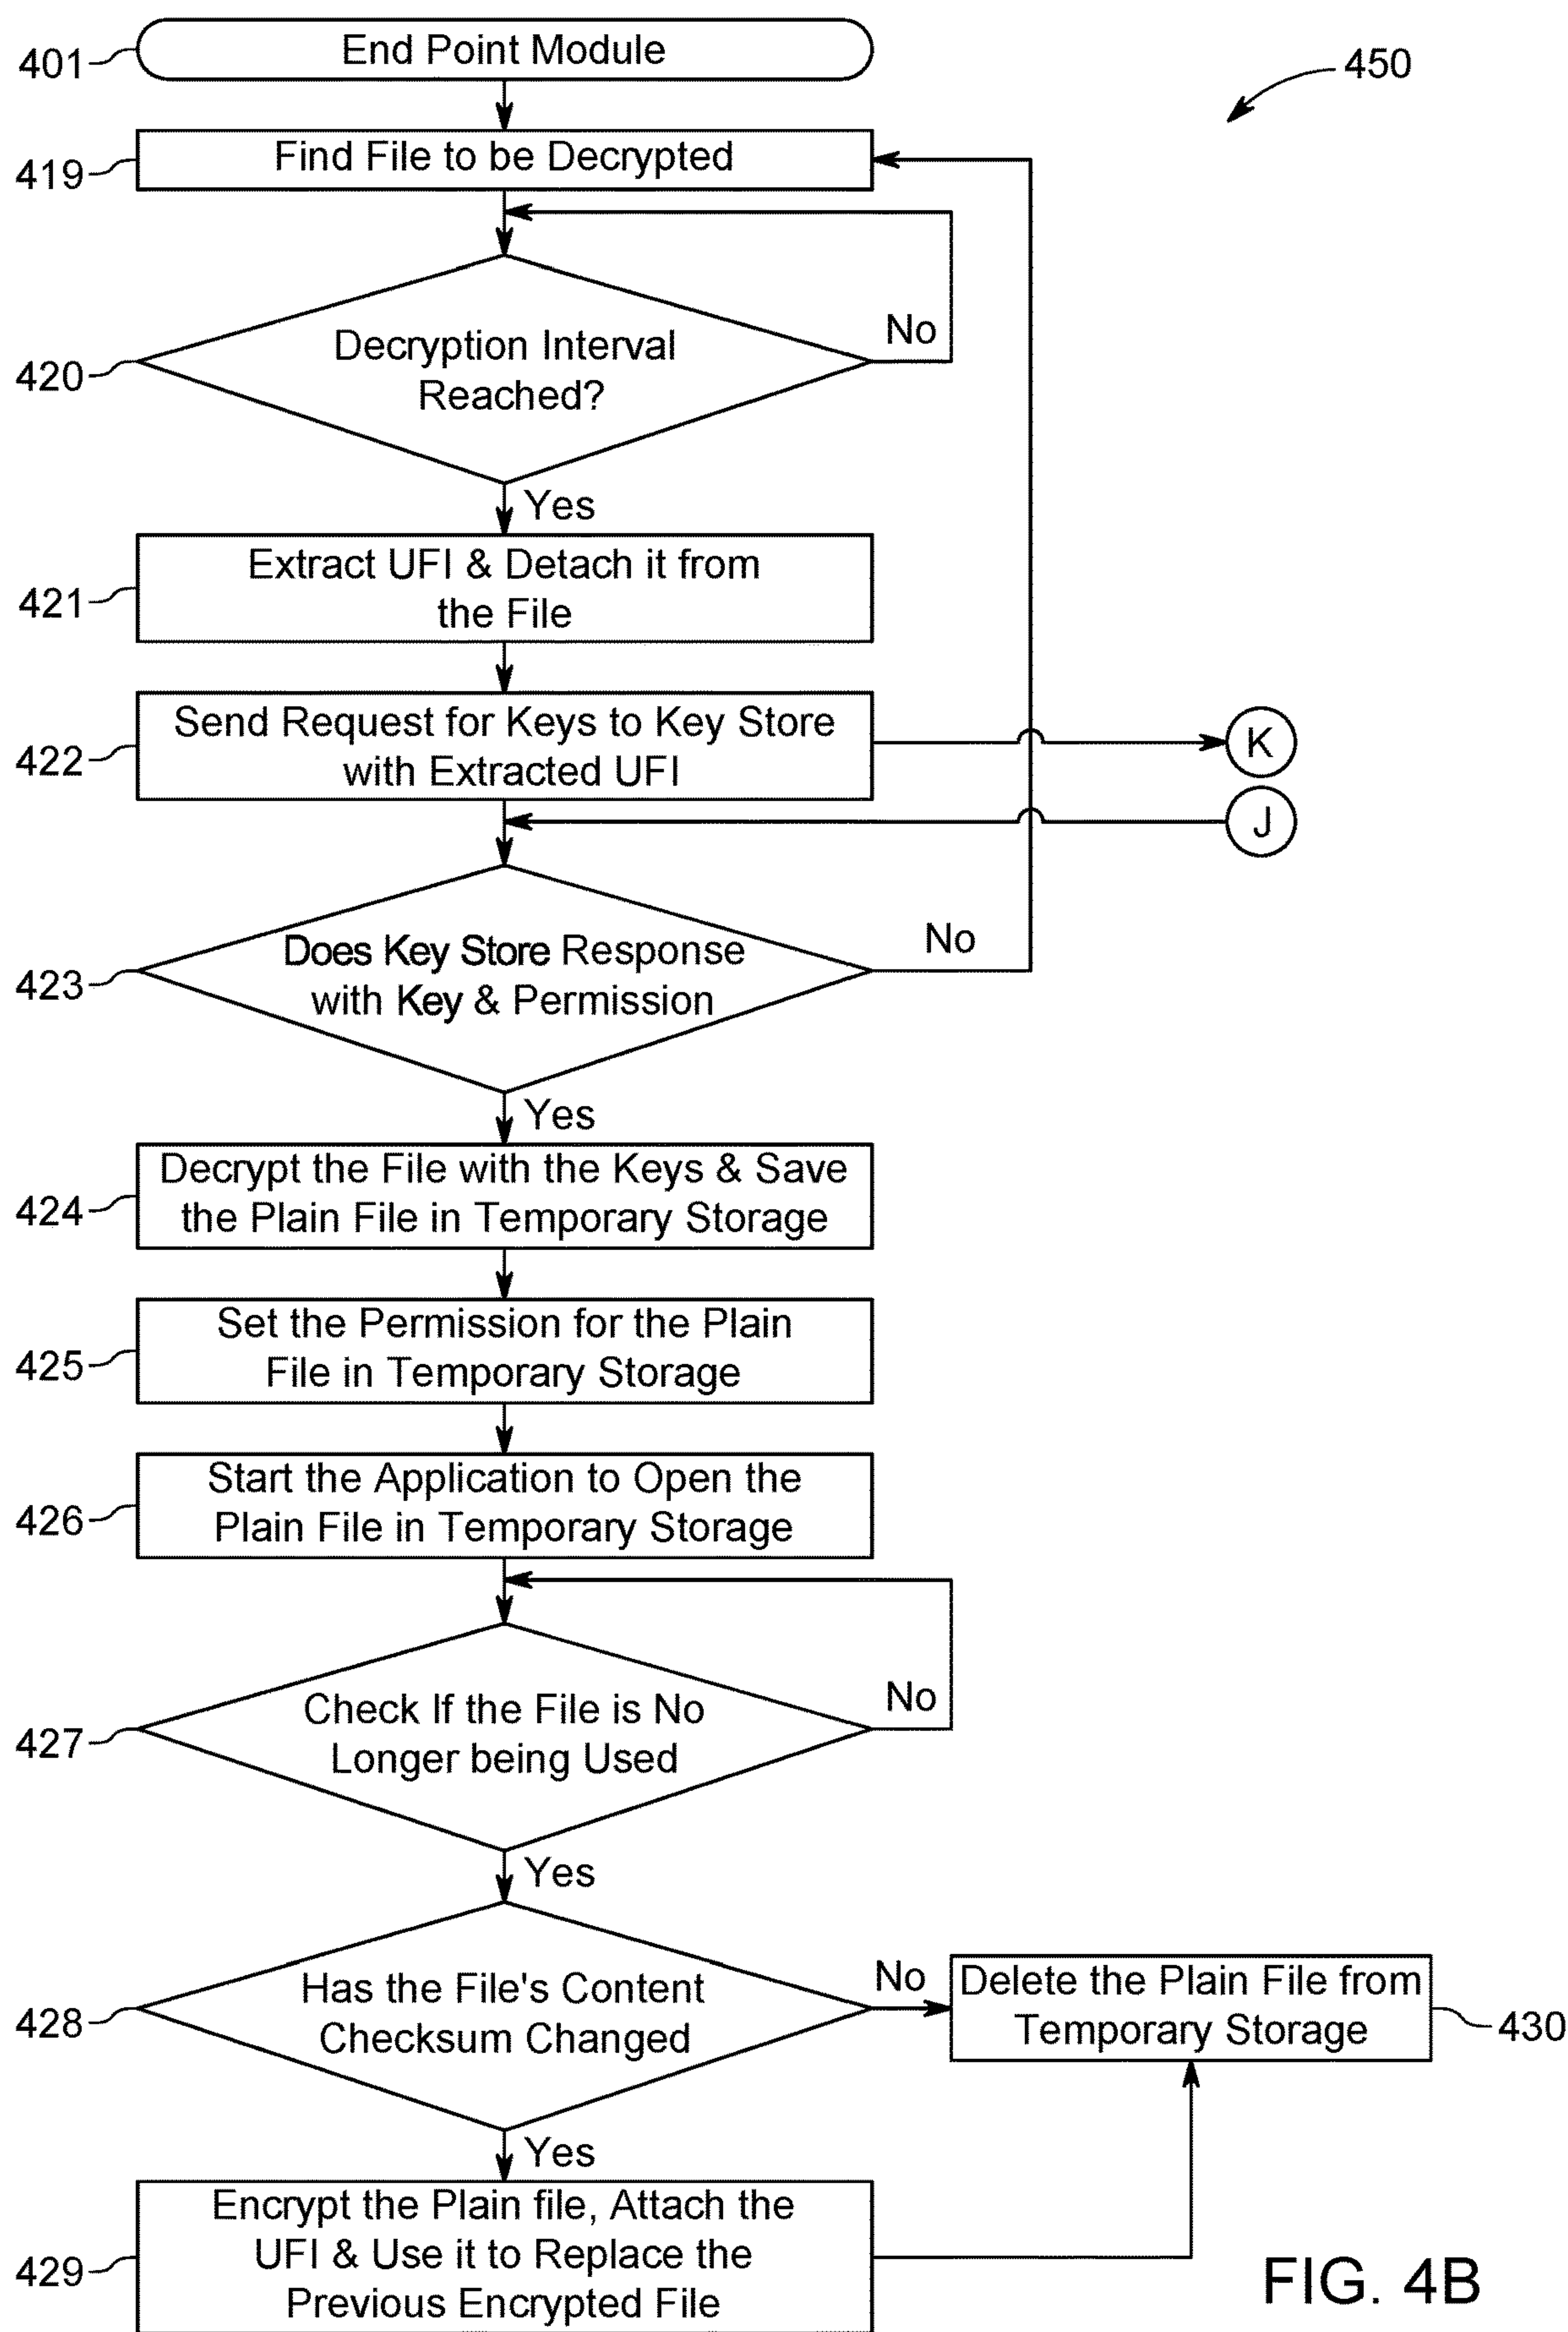 401
End Point Module
450
419
Find File to be Decrypted
420
Decryption Interval
Reached?
No
Yes
421
Extract UFI & Detach it from
the File
422
Send Request for Keys to Key Store
with Extracted UFI
K
J
423
Does Key Store Response
with Key & Permission
No
Yes
424
Decrypt the File with the Keys & Save
the Plain File in Temporary Storage
425
Set the Permission for the Plain
File in Temporary Storage
426
Start the Application to Open the
Plain File in Temporary Storage
427
Check If the File is No
Longer being Used
No
Yes
428
Has the File's Content
Checksum Changed
No
Delete the Plain File from
Temporary Storage
430
Yes
429
Encrypt the Plain file, Attach the
UFI & Use it to Replace the
Previous Encrypted File
FIG. 4B